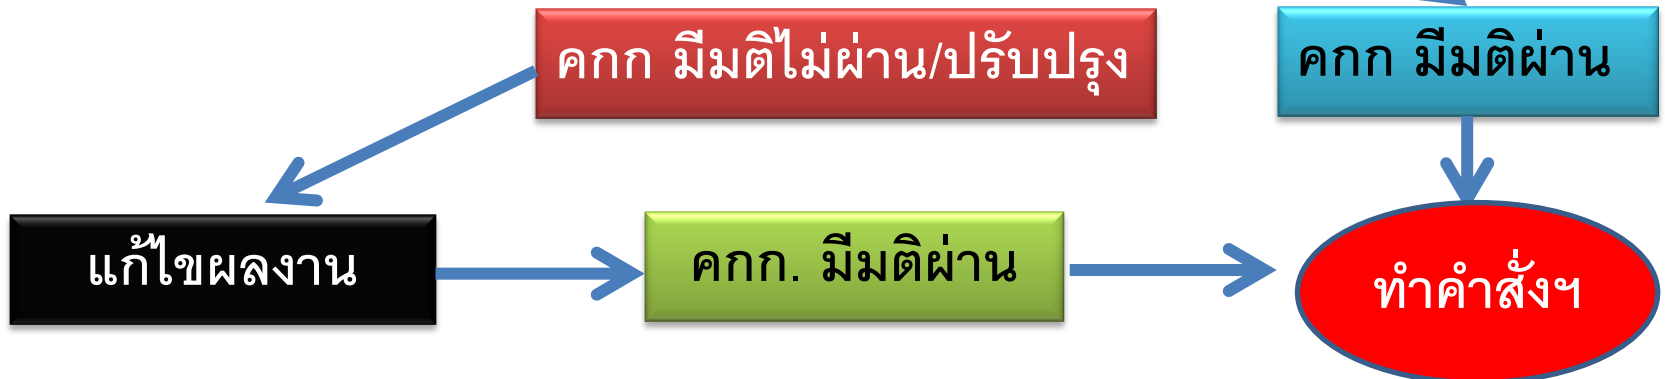 คกก มีมติไม่ผ่าน/ปรับปรุง
คกก มีมติผ่าน
แก้ไขผลงาน
คกก. มีมติผ่าน
ทำคำสั่งฯ